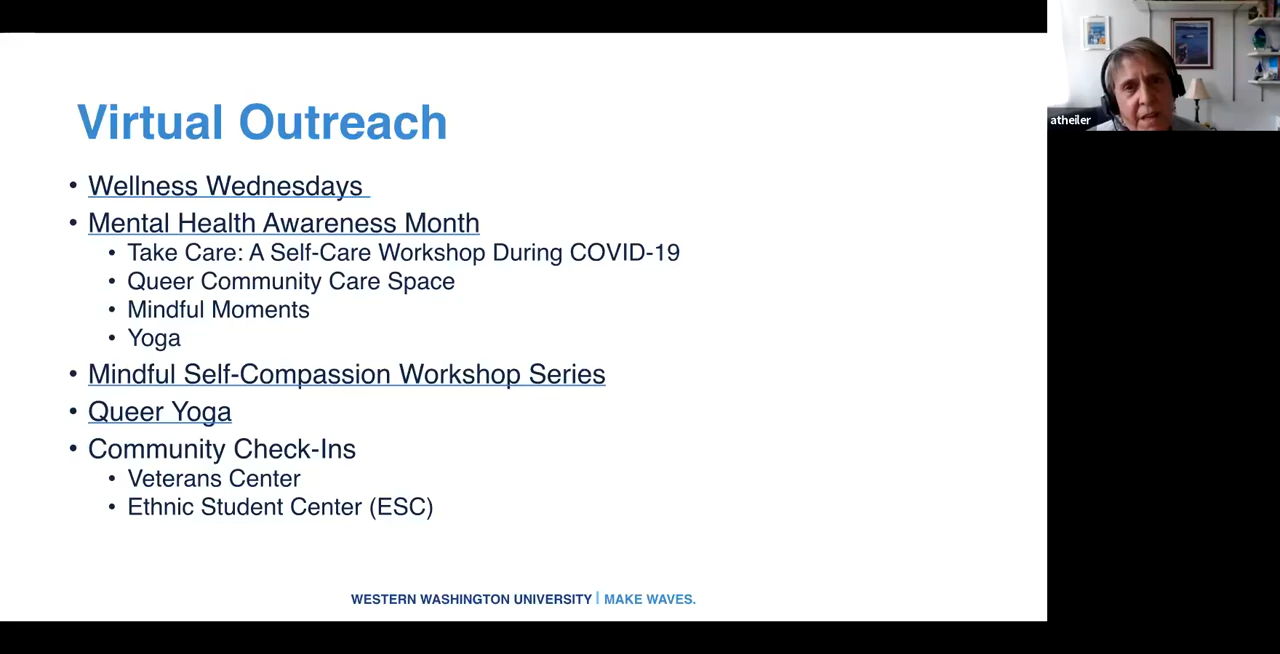 Virtual Outreach
• Wellness Wednesdays
• Mental Health Awareness Month
• Take Care: A Self-Care Workshop During COVID-19
• Queer Community Care Space
• Mindful Moments
• Yoga
• Mindful Self-Compassion Workshop Series
• Queer Yoga
• Community Check-Ins
• Veterans Center
• Ethnic Student Center (ESC)
WESTERN WASHINGTON UNIVERSITY | MAKE WAVES.
atheiler